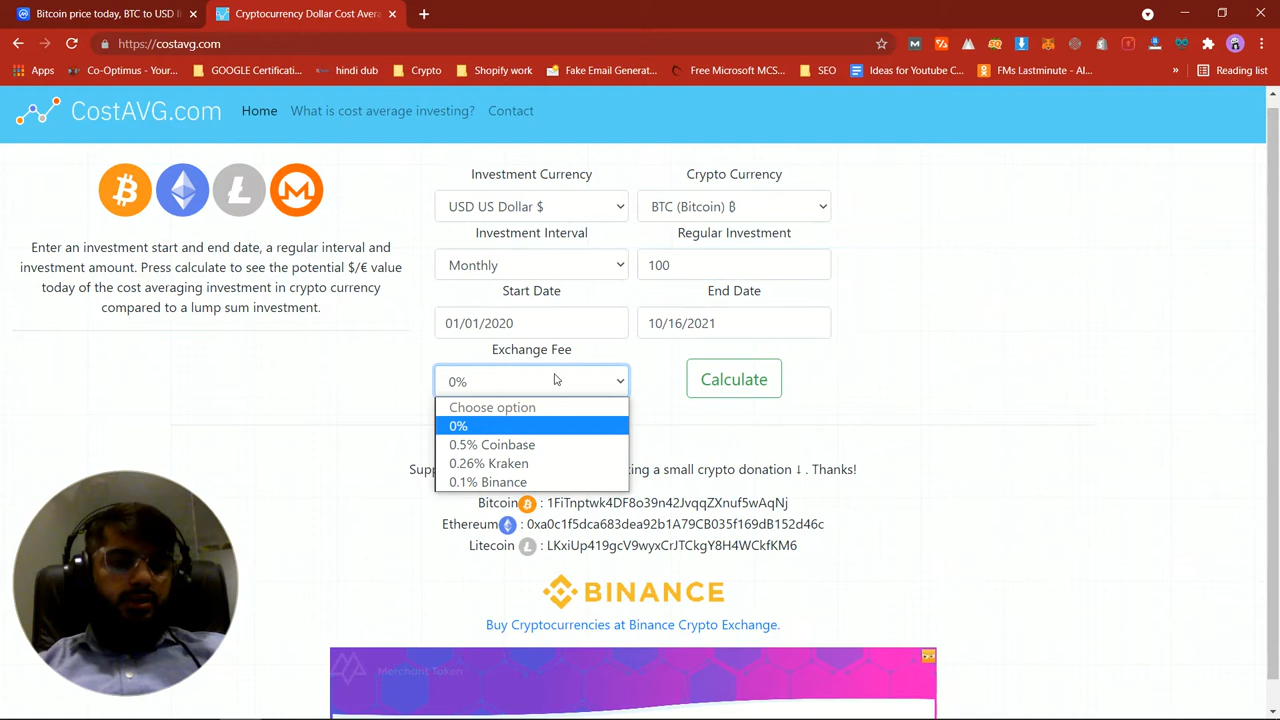 Bitcoin price today, BTC to USD l
Cryptocurrency Dollar Cost Avera
https://costavg.com
Apps
Co-Optimus - Your...
GOOGLE Certificati...
hindi dub
Crypto
Shopify work
Fake Email Generat...
Free Microsoft MCS...
SEO
Ideas for Youtube C...
FMs Lastminute - Al...
»
Reading list
CostAVG.com
Home
What is cost average investing?
Contact
Enter an investment start and end date, a regular interval and
investment amount. Press calculate to see the potential $/€ value
today of the cost averaging investment in crypto currency
compared to a lump sum investment.
Investment Currency
Crypto Currency
USD US Dollar $
BTC (Bitcoin) ₿
Investment Interval
Regular Investment
Monthly
100
Start Date
End Date
01/01/2020
10/16/2021
Exchange Fee
0%
Calculate
Choose option
0%
0.5% Coinbase
0.26% Kraken
0.1% Binance
Supp
king a small crypto donation ↓ . Thanks!
Bitcoin : 1FiTnptwk4DF8o39n42JvqqZXnuf5wAqNj
Ethereum : 0xa0c1f5dca683dea92b1A79CB035f169dB152d46c
Litecoin : LKxiUp419gcV9wyxCrJTCkgY8H4WCkfKM6
BINANCE
Buy Cryptocurrencies at Binance Crypto Exchange.
Merchant Token